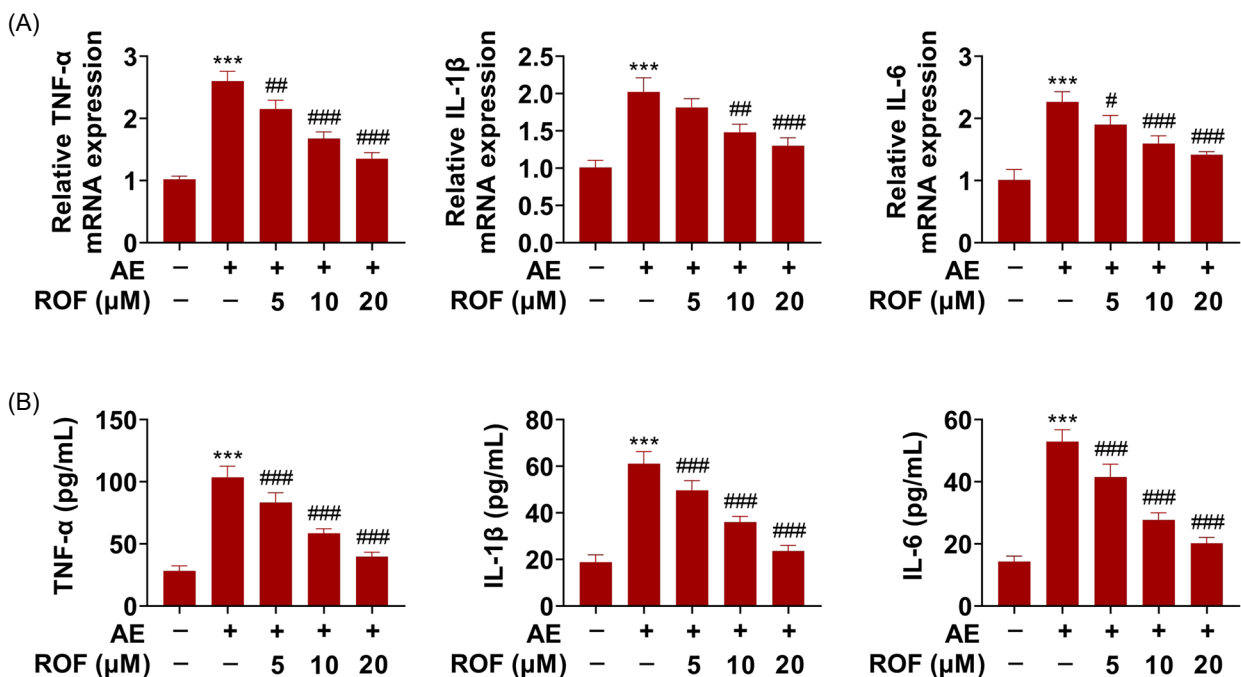 (A)
Relative TNF-α
mRNA expression
3
2
1
0
***
##
###
###
AE – + + + +
ROF (μM) – – 5 10 20
Relative IL-1β
mRNA expression
2.5
2.0
1.5
1.0
0.5
0.0
***
##
###
AE – + + + +
ROF (μM) – – 5 10 20
Relative IL-6
mRNA expression
3
2
1
0
***
#
###
###
AE – + + + +
ROF (μM) – – 5 10 20
(B)
TNF-α (pg/mL)
150
100
50
0
***
###
###
###
AE – + + + +
ROF (μM) – – 5 10 20
IL-1β (pg/mL)
80
60
40
20
0
***
###
###
###
AE – + + + +
ROF (μM) – – 5 10 20
IL-6 (pg/mL)
60
40
20
0
***
###
###
###
AE – + + + +
ROF (μM) – – 5 10 20